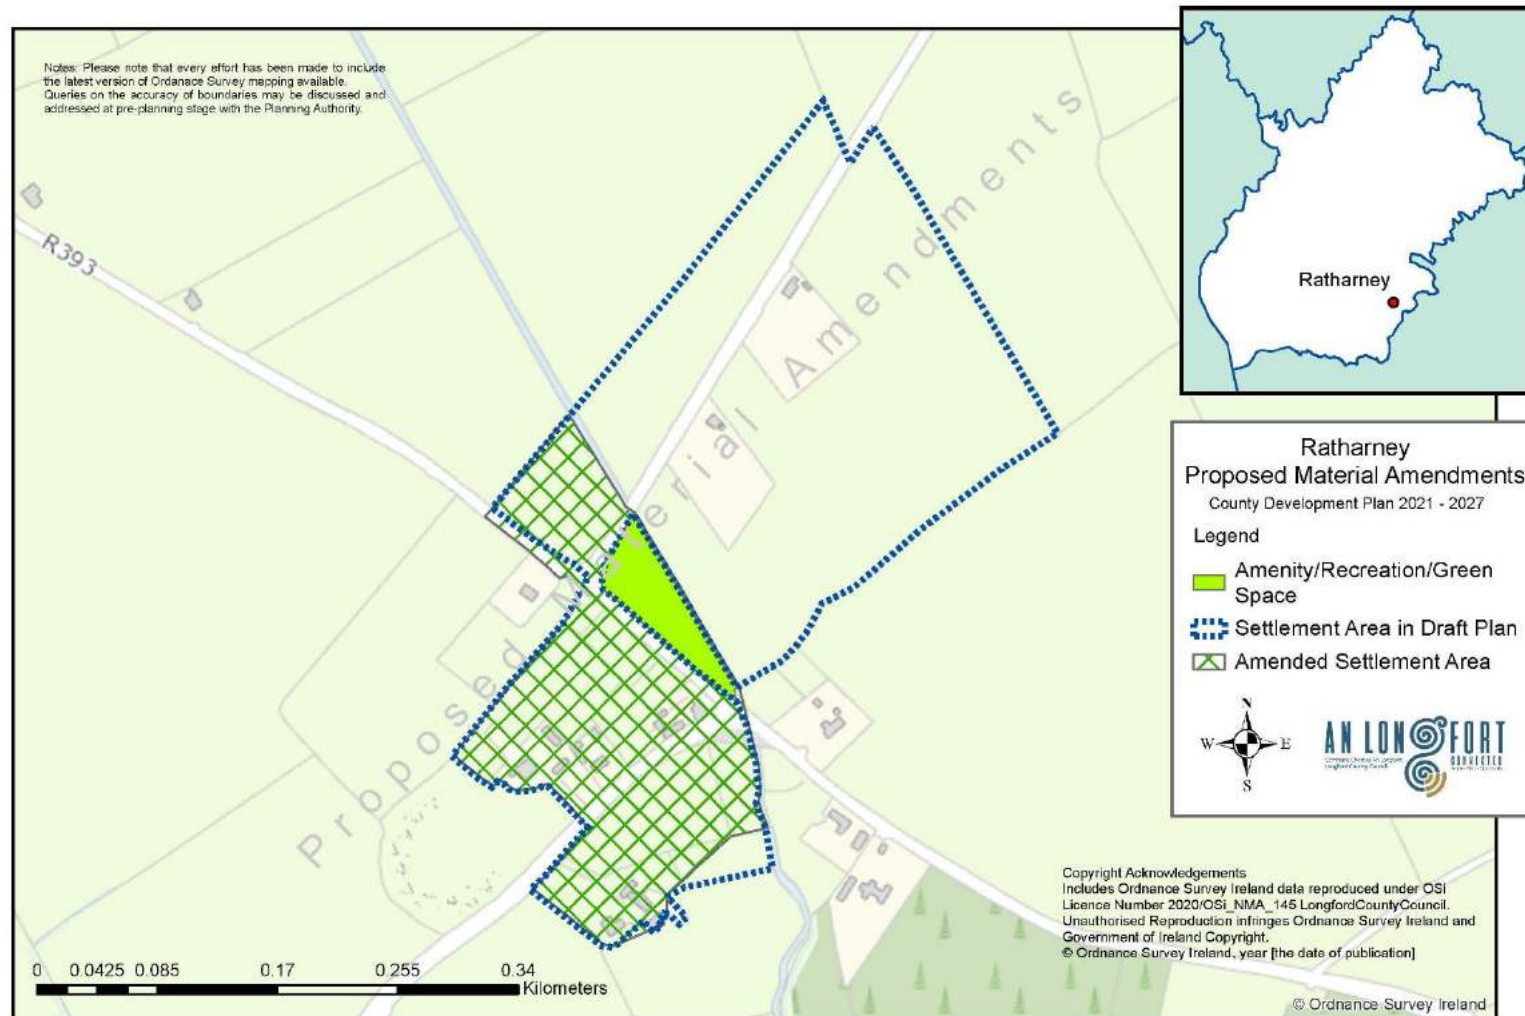 Notes: Please note that every effort has been made to include
the latest version of Ordanace Survey mapping available.
Queries on the accuracy of boundaries may be discussed and
addressed at pre-planning stage with the Planning Authority.
R393
Proposed Material Amendments
Ratharney
Ratharney
Proposed Material Amendments
County Development Plan 2021 - 2027
Legend
Amenity/Recreation/Green
Space
Settlement Area in Draft Plan
Amended Settlement Area
N
W E
S
AN LONGFORT
CONNECTED
Longford County Council
Copyright Acknowledgements
Includes Ordnance Survey Ireland data reproduced under OSi
Licence Number 2020/OSi_NMA_145 LongfordCountyCouncil.
Unauthorised Reproduction infringes Ordnance Survey Ireland and
Government of Ireland Copyright.
© Ordnance Survey Ireland, year [the date of publication]
0 0.0425 0.085 0.17 0.255 0.34
Kilometers
© Ordnance Survey Ireland